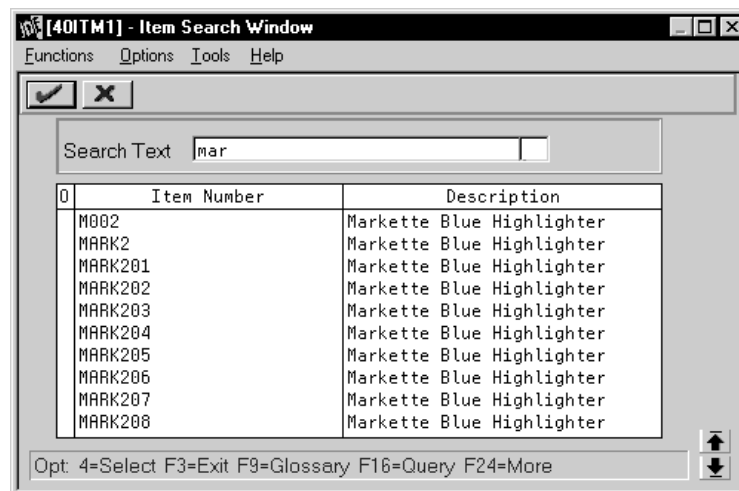 JDE [40ITM1] - Item Search Window
Functions Options Tools Help
Search Text mar
O Item Number Description
M002 Markette Blue Highlighter
MARK2 Markette Blue Highlighter
MARK201 Markette Blue Highlighter
MARK202 Markette Blue Highlighter
MARK203 Markette Blue Highlighter
MARK204 Markette Blue Highlighter
MARK205 Markette Blue Highlighter
MARK206 Markette Blue Highlighter
MARK207 Markette Blue Highlighter
MARK208 Markette Blue Highlighter
Opt: 4=Select F3=Exit F9=Glossary F16=Query F24=More